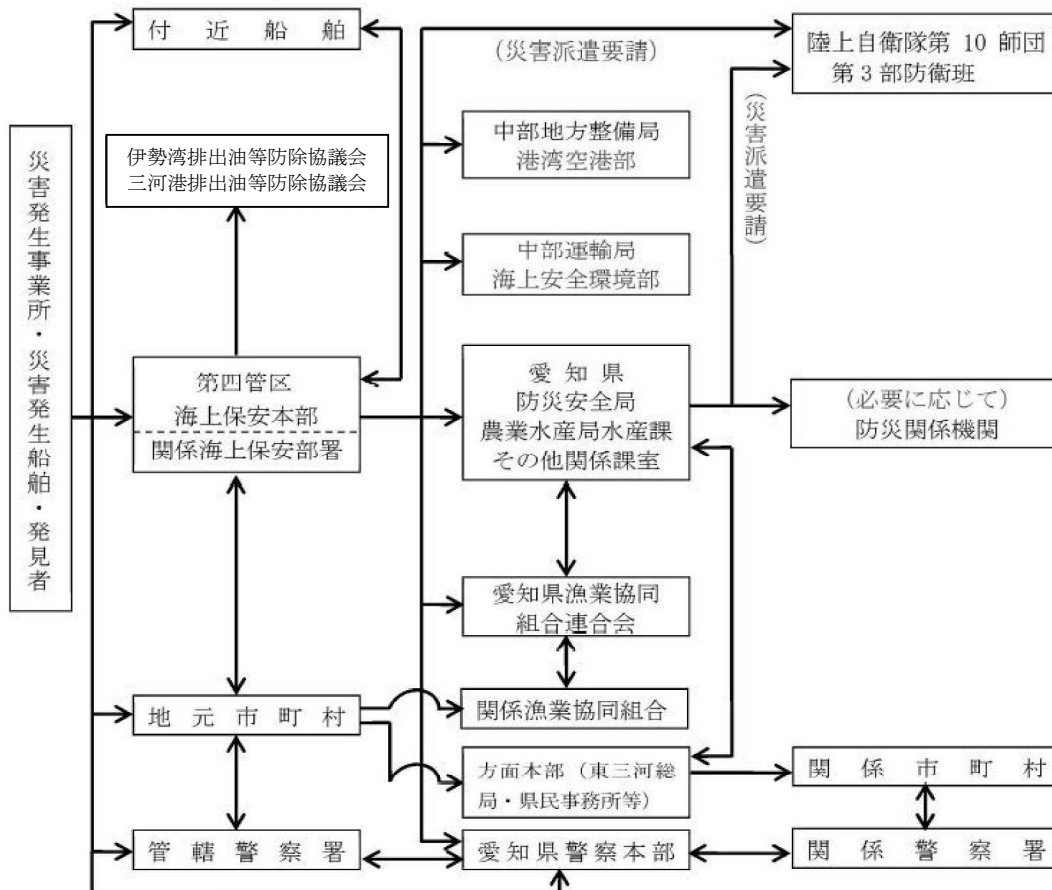 付近船舶
(災害派遣要請)
陸上自衛隊第 10 師団
第3部防衛班
災害発生事業所・災害発生船舶・発見者
伊勢湾排出油等防除協議会
三河港排出油等防除協議会
中部地方整備局
港湾空港部
(災害派遣要請)
中部運輸局
海上安全環境部
第四管区
海上保安本部
関係海上保安部署
愛知県
防災安全局
農業水産局水産課
その他関係課室
(必要に応じて)
防災関係機関
愛知県漁業協同
組合連合会
地元市町村
関係漁業協同組合
方面本部（東三河総
局・県民事務所等）
関係市町村
管轄警察署
愛知県警察本部
関係警察署